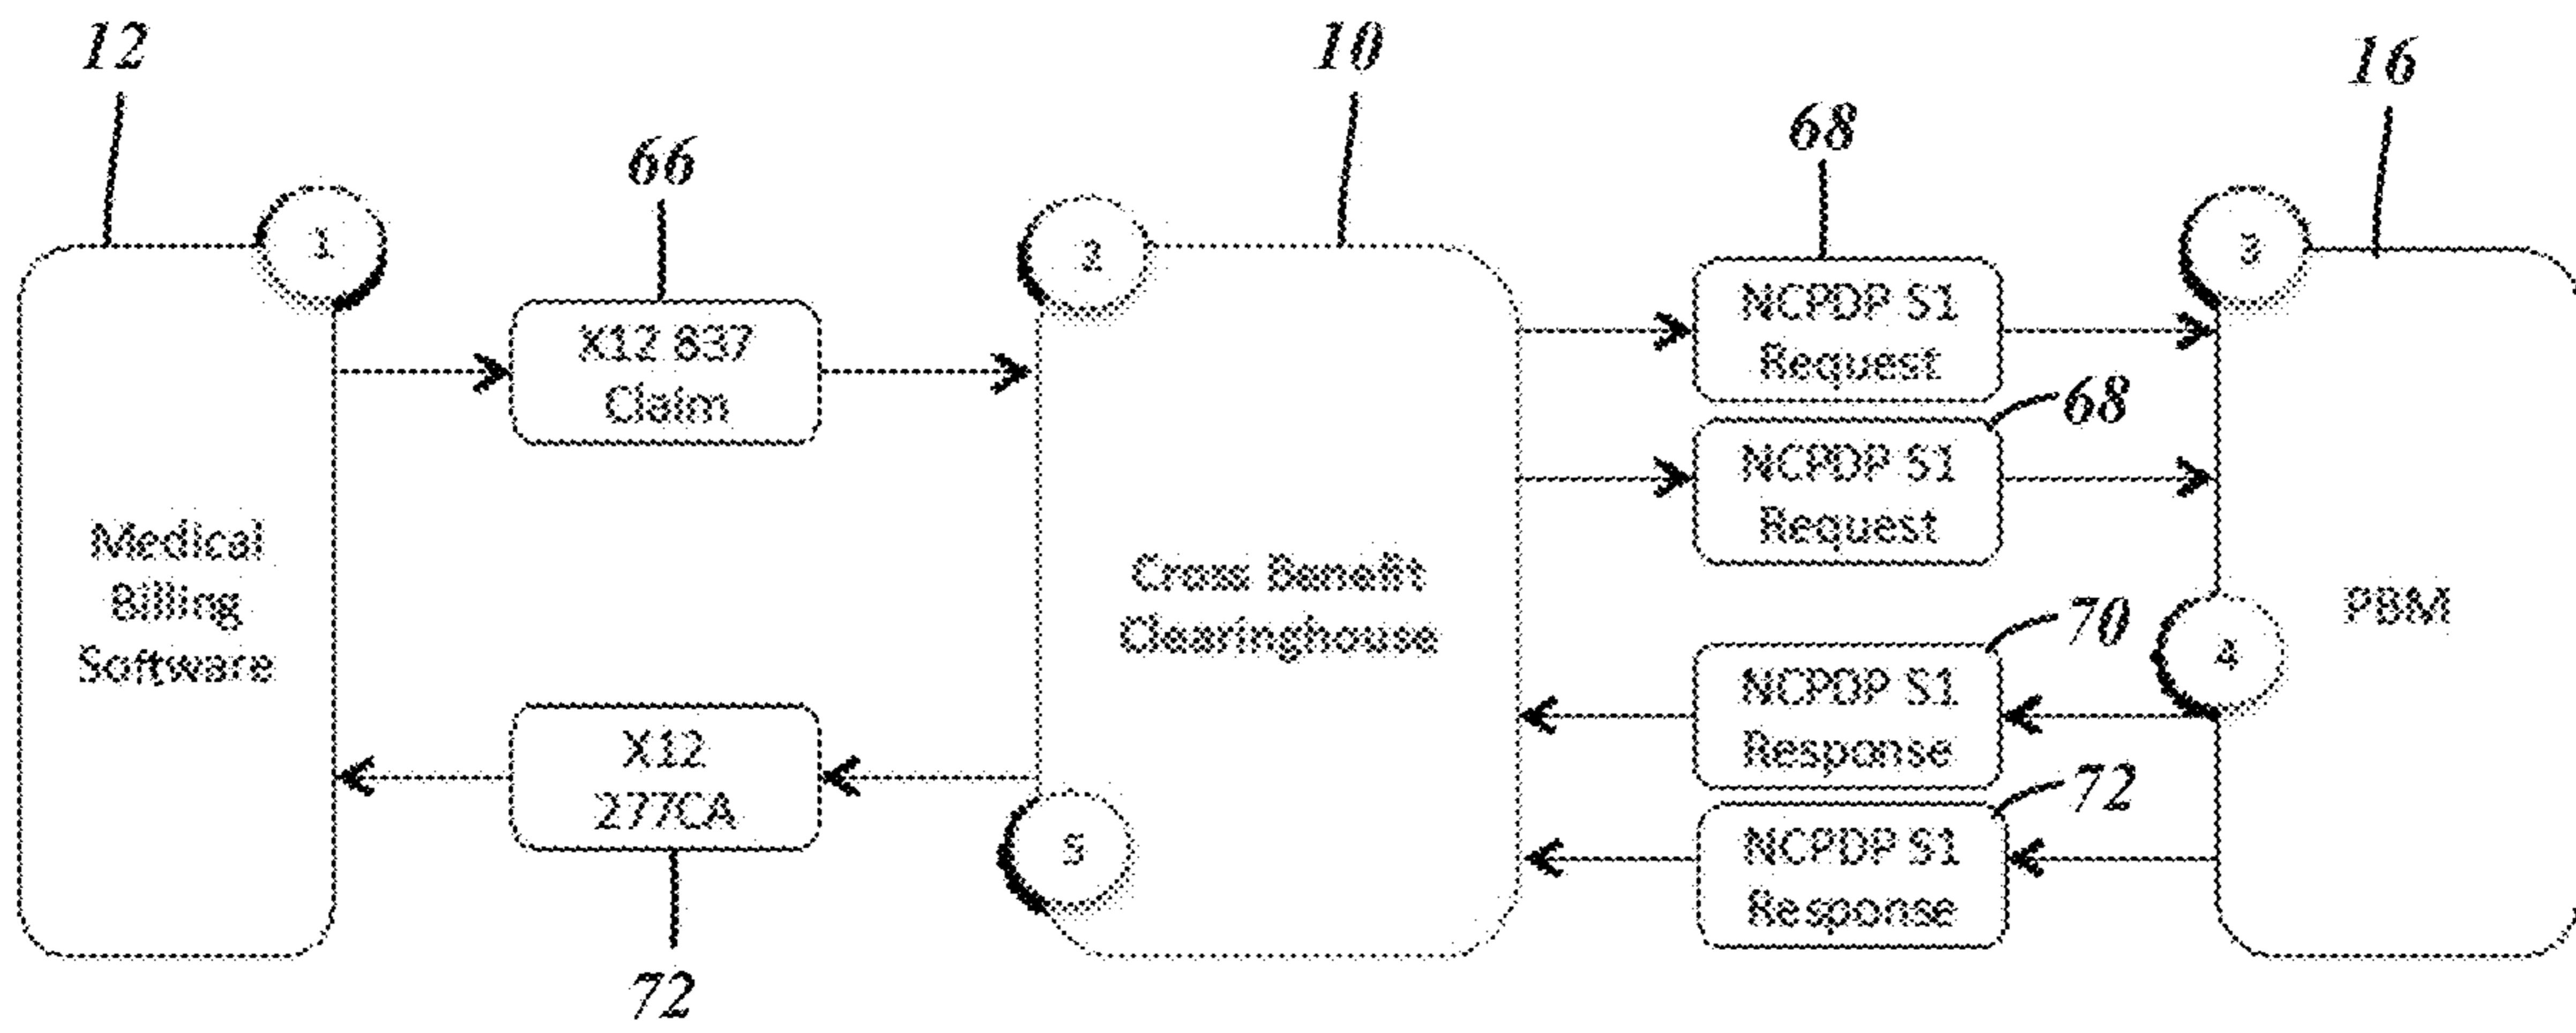 12
10
16
66
68
1
2
3
X12 837
Claim
NCPDP S1
Request
68
NCPDP S1
Request
Medical
Billing
Software
Cross Benefit
Clearinghouse
PBM
70
4
NCPDP S1
Response
X12
277CA
72
5
NCPDP S1
Response
72